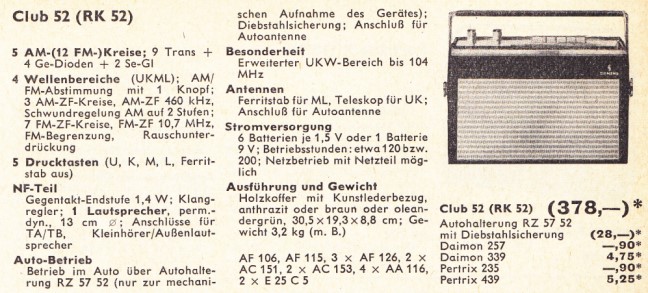 Club 52 (RK 52)
5 AM-(12 FM-)Kreise; 9 Trans +
4 Ge-Dioden + 2 Se-Gl
4 Wellenbereiche (UKML); AM/
FM-Abstimmung mit 1 Knopf;
3 AM-ZF-Kreise, AM-ZF 460 kHz,
Schwundregelung AM auf 2 Stufen;
7 FM-ZF-Kreise, FM-ZF 10,7 MHz,
FM-Begrenzung, Rauschunter-
drückung
5 Drucktasten (U, K, M, L, Ferrit-
stab aus)
NF-Teil
Gegentakt-Endstufe 1,4 W; Klang-
regler; 1 Lautsprecher, perm.-
dyn., 13 cm ⌀; Anschlüsse für
TA/TB, Kleinhörer/Außenlaut-
sprecher
Auto-Betrieb
Betrieb im Auto über Autohalte-
rung RZ 57 52 (nur zur mechani-
schen Aufnahme des Gerätes);
Diebstahlsicherung; Anschluß für
Autoantenne
Besonderheit
Erweiterter UKW-Bereich bis 104
MHz
Antennen
Ferritstab für ML, Teleskop für UK;
Anschluß für Autoantenne
Stromversorgung
6 Batterien je 1,5 V oder 1 Batterie
9 V; Betriebsstunden: etwa 120 bzw.
200; Netzbetrieb mit Netzteil mög-
lich
Ausführung und Gewicht
Holzkoffer mit Kunstlederbezug,
anthrazit oder braun oder olean-
dergrün, 30,5 × 19,3 × 8,8 cm; Ge-
wicht 3,2 kg (m. B.)
AF 106, AF 115, 3 × AF 126, 2 ×
AC 151, 2 × AC 153, 4 × AA 116,
2 × E 25 C 5
SIEMENS
Club 52 (RK 52) (378,—)*
Autohalterung RZ 57 52
mit Diebstahlsicherung (28,—)*
Daimon 257 —,90*
Daimon 339 4,75*
Pertrix 235 —,90*
Pertrix 439 5,25*